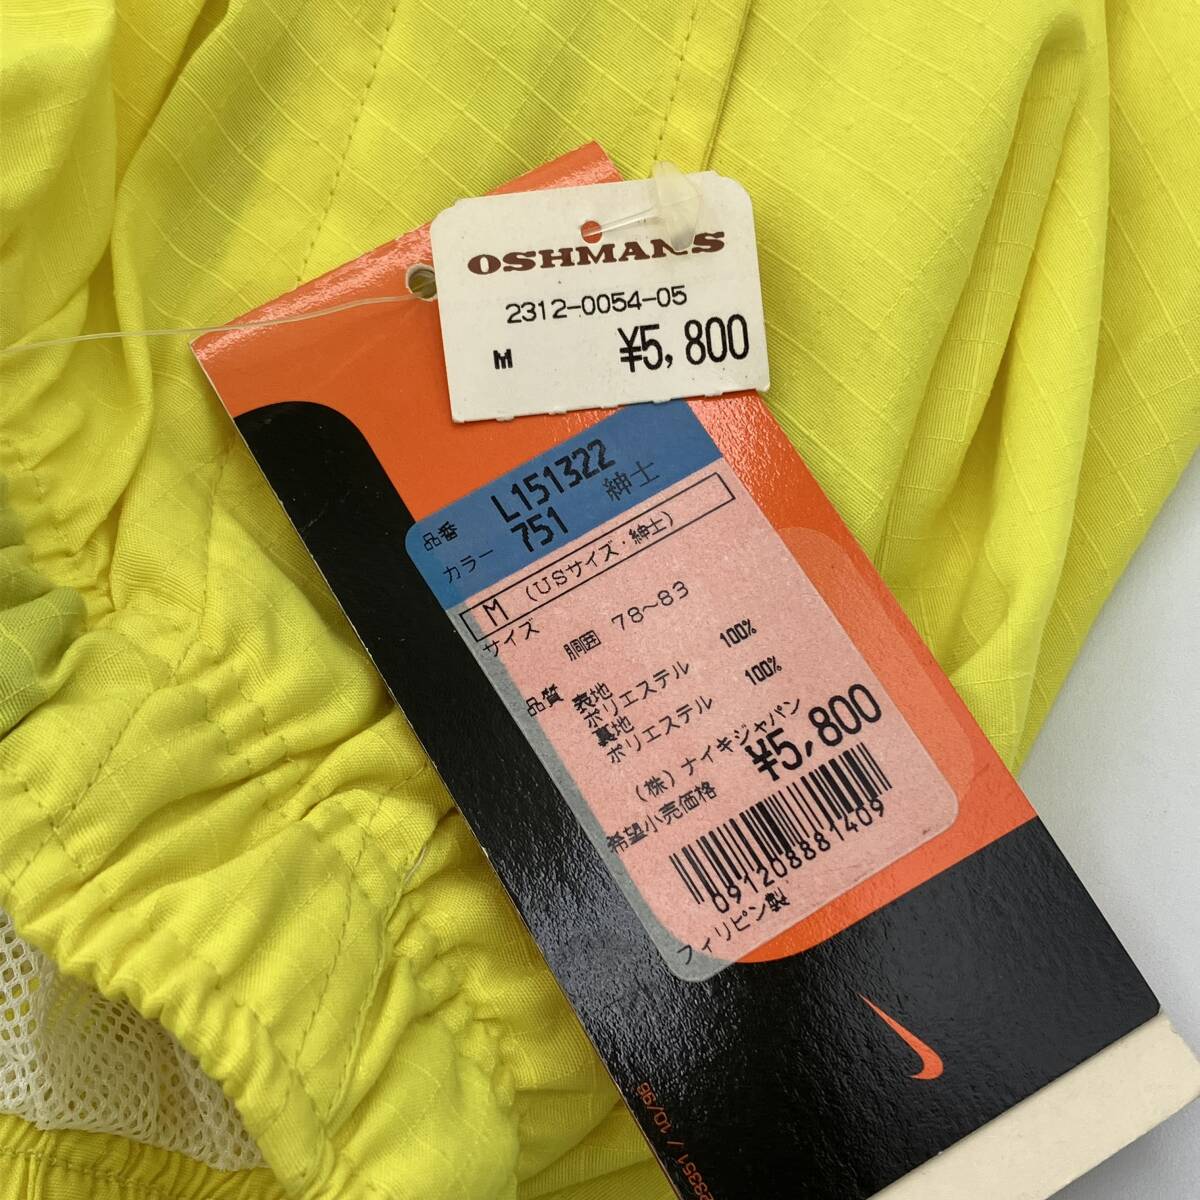 OSHMANS
2312-0054-05
M ¥5,800
品番 L151322
カラー 751 紳士
M (USサイズ・紳士)
サイズ
胴囲 78~83
品質 表地
ポリエステル 100%
裏地
ポリエステル 100%
(株)ナイキジャパン
希望小売価格 ¥5,800
091208881409
フィリピン製